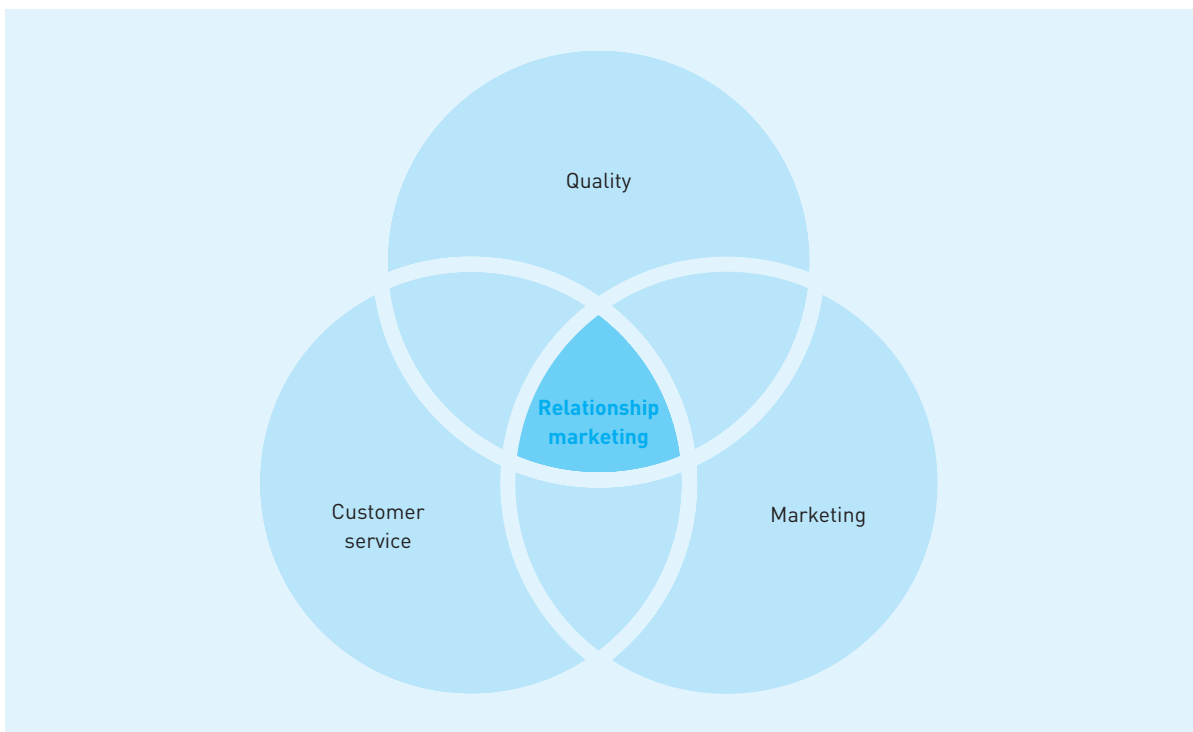 Quality
Relationship
marketing
Customer
service
Marketing